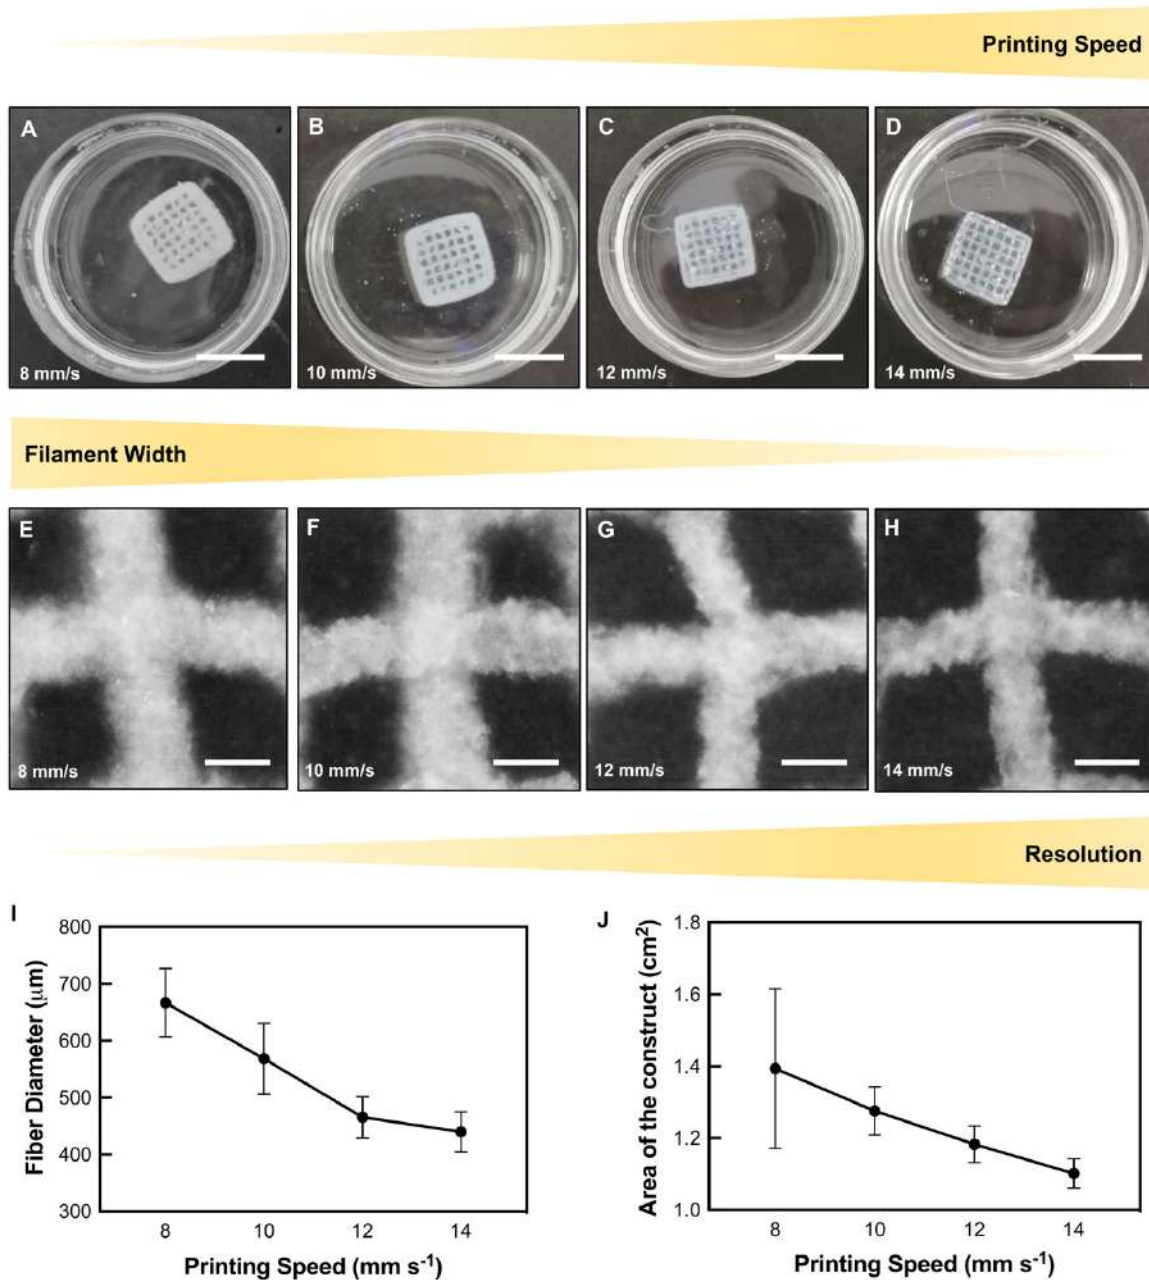 Printing Speed
A
B
C
D
8 mm/s
10 mm/s
12 mm/s
14 mm/s
Filament Width
E
F
G
H
8 mm/s
10 mm/s
12 mm/s
14 mm/s
Resolution
I
800
700
600
500
400
300
Fiber Diameter (μm)
8 10 12 14
Printing Speed (mm s⁻¹)
J
1.8
1.6
1.4
1.2
1.0
Area of the construct (cm²)
8 10 12 14
Printing Speed (mm s⁻¹)